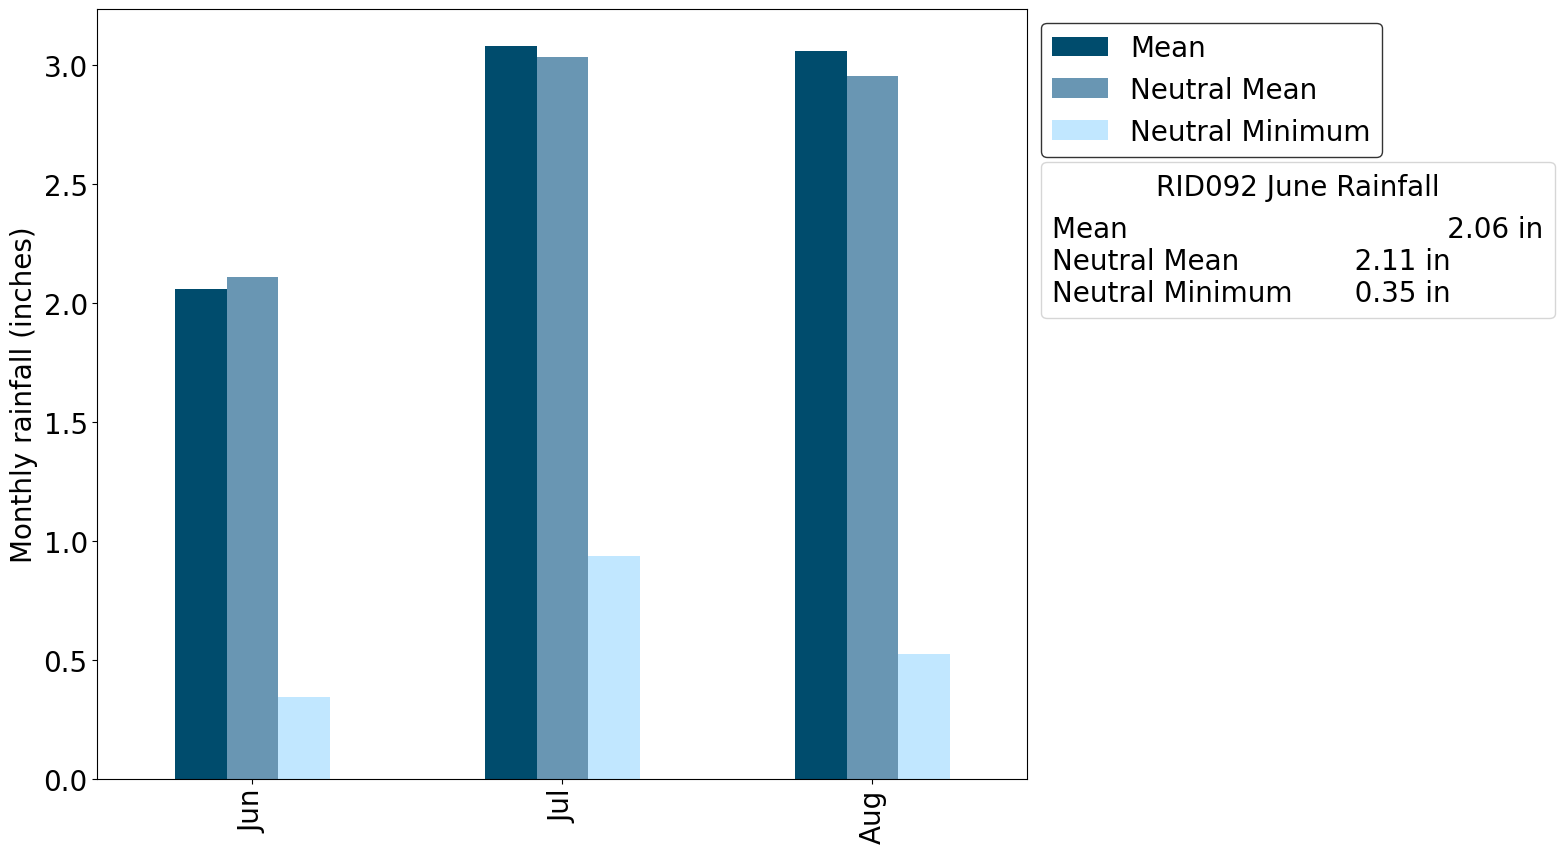 Monthly rainfall (inches)
3.0
2.5
2.0
1.5
1.0
0.5
0.0
Jun
Jul
Aug
Mean
Neutral Mean
Neutral Minimum
RID092 June Rainfall
Mean 2.06 in
Neutral Mean 2.11 in
Neutral Minimum 0.35 in